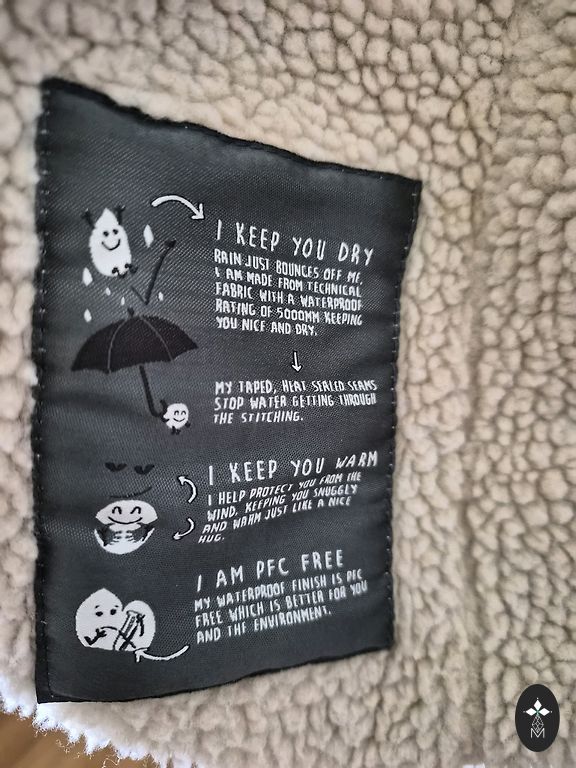 I KEEP YOU DRY
RAIN JUST BOUNCES OFF ME,
I AM MADE FROM TECHNICAL
FABRIC WITH A WATERPROOF
RATING OF 5000MM KEEPING
YOU NICE AND DRY.
MY TAPED, HEAT SEALED SEAMS
STOP WATER GETTING THROUGH
THE STITCHING.
I KEEP YOU WARM
I HELP PROTECT YOU FROM THE
WIND. KEEPING YOU SNUGGLY
AND WARM JUST LIKE A NICE
HUG.
I AM PFC FREE
MY WATERPROOF FINISH IS PFC
FREE WHICH IS BETTER FOR YOU
AND THE ENVIRONMENT.
M